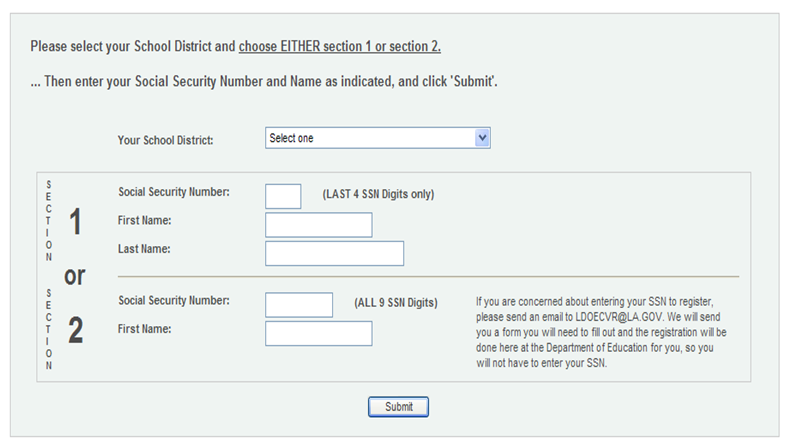 Please select your School District and choose EITHER section 1 or section 2.
... Then enter your Social Security Number and Name as indicated, and click 'Submit'.
Your School District: Select one
SECTION 1
Social Security Number: (LAST 4 SSN Digits only)
First Name:
Last Name:
or
SECTION 2
Social Security Number: (ALL 9 SSN Digits)
First Name:
If you are concerned about entering your SSN to register,
please send an email to LDOECVR@LA.GOV. We will send
you a form you will need to fill out and the registration will be
done here at the Department of Education for you, so you
will not have to enter your SSN.
Submit